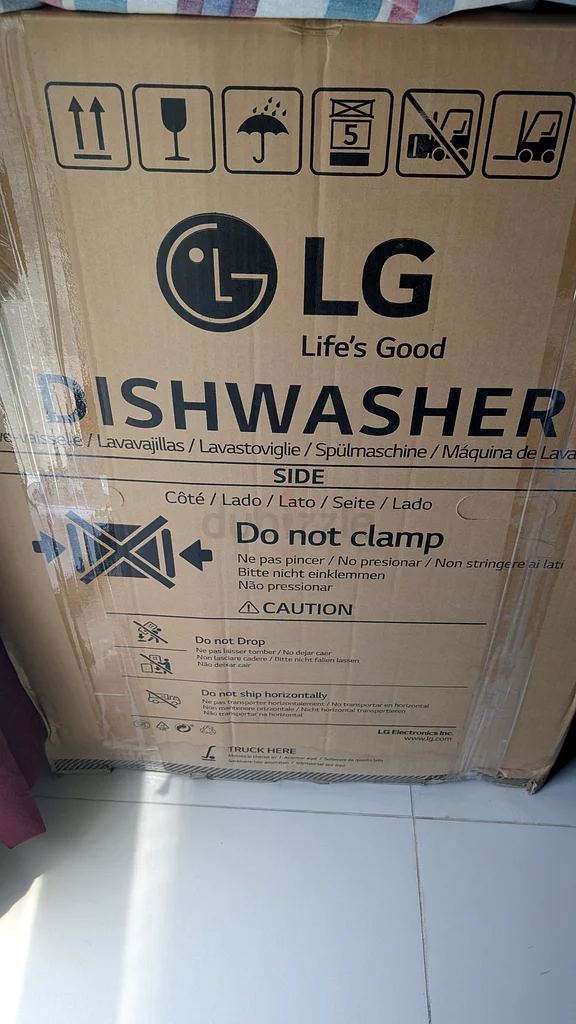 5
LG
Life's Good
DISHWASHER
vaisselle / Lavavajillas / Lavastoviglie / Spülmaschine / Máquina de Lava
SIDE
Côté / Lado / Lato / Seite / Lado
Do not clamp
Ne pas pincer / No presionar / Non stringere ai lati
Bitte nicht einklemmen
Não pressionar
CAUTION
Do not Drop
Ne pas laisser tomber / No dejar caer
Non lasciare cadere / Bitte nicht fallen lassen
Não deixar cair
Do not ship horizontally
Ne pas transporter horizontalement / No transportar en horizontal
Non mantenere orizzontale / Nicht horizontal transportieren
Não transportar na horizontal
LG Electronics Inc.
www.lg.com
TRUCK HERE